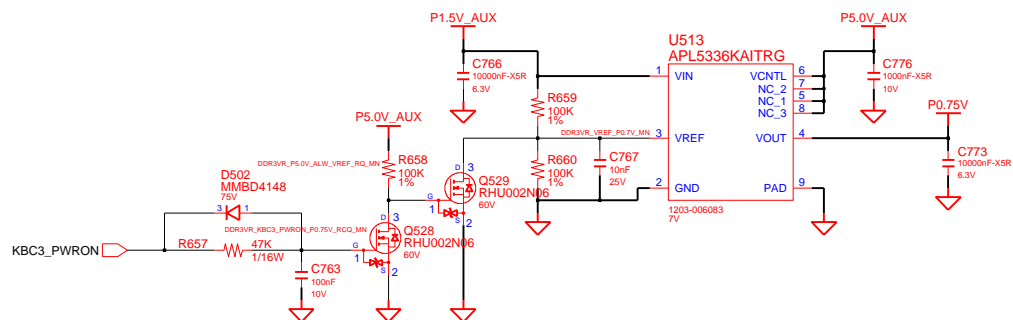 P1.5V_AUX
P5.0V_AUX
U513
APL5336KAITRG
C766
10000nF-X5R
6.3V
1
VIN
VCNTL
6
NC_2
7
NC_1
5
NC_3
8
C776
1000nF-X5R
10V
P0.75V
R659
100K
1%
P5.0V_AUX
DDR3VR_VREF_P0.7V_MN
3
VREF
VOUT
4
DDR3VR_P5.0V_ALW_VREF_RQ_MN
R658
100K
1%
D
3
R660
100K
1%
C767
10nF
25V
C773
10000nF-X5R
6.3V
D502
MMBD4148
75V
Q529
RHU002N06
60V
2
GND
PAD
9
3
1
G
1
S
2
1203-006083
7V
DDR3VR_KBC3_PWRON_P0.75V_RCQ_MN
D
3
Q528
RHU002N06
60V
KBC3_PWRON
R657
47K
1/16W
G
1
S
2
C763
100nF
10V